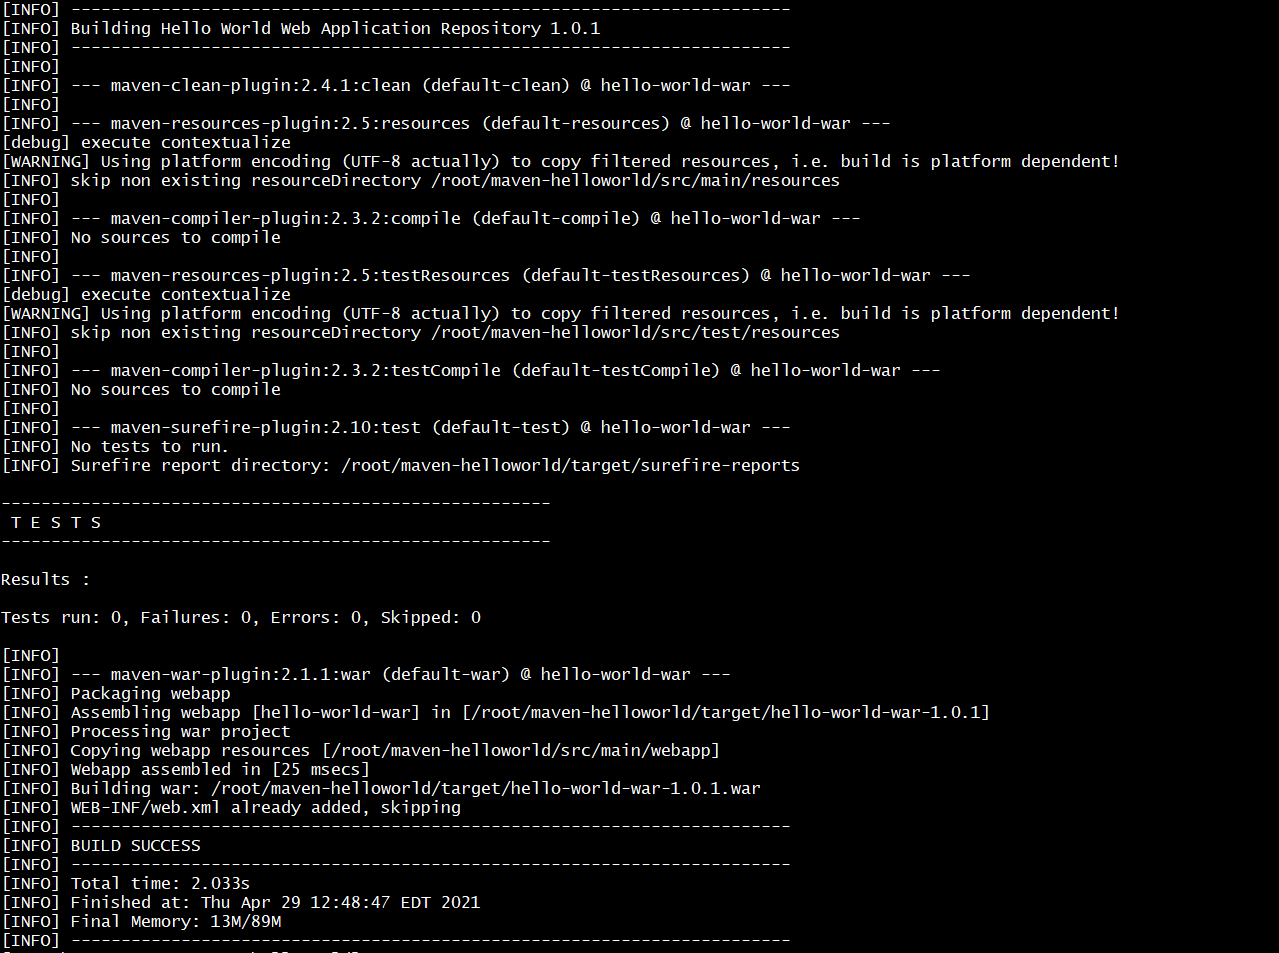 [INFO] ------------------------------------------------------------------------
[INFO] Building Hello World Web Application Repository 1.0.1
[INFO] ------------------------------------------------------------------------
[INFO]
[INFO] --- maven-clean-plugin:2.4.1:clean (default-clean) @ hello-world-war ---
[INFO]
[INFO] --- maven-resources-plugin:2.5:resources (default-resources) @ hello-world-war ---
[debug] execute contextualize
[WARNING] Using platform encoding (UTF-8 actually) to copy filtered resources, i.e. build is platform dependent!
[INFO] skip non existing resourceDirectory /root/maven-helloworld/src/main/resources
[INFO]
[INFO] --- maven-compiler-plugin:2.3.2:compile (default-compile) @ hello-world-war ---
[INFO] No sources to compile
[INFO]
[INFO] --- maven-resources-plugin:2.5:testResources (default-testResources) @ hello-world-war ---
[debug] execute contextualize
[WARNING] Using platform encoding (UTF-8 actually) to copy filtered resources, i.e. build is platform dependent!
[INFO] skip non existing resourceDirectory /root/maven-helloworld/src/test/resources
[INFO]
[INFO] --- maven-compiler-plugin:2.3.2:testCompile (default-testCompile) @ hello-world-war ---
[INFO] No sources to compile
[INFO]
[INFO] --- maven-surefire-plugin:2.10:test (default-test) @ hello-world-war ---
[INFO] No tests to run.
[INFO] Surefire report directory: /root/maven-helloworld/target/surefire-reports
-------------------------------------------------------
 T E S T S
-------------------------------------------------------
Results :
Tests run: 0, Failures: 0, Errors: 0, Skipped: 0
[INFO]
[INFO] --- maven-war-plugin:2.1.1:war (default-war) @ hello-world-war ---
[INFO] Packaging webapp
[INFO] Assembling webapp [hello-world-war] in [/root/maven-helloworld/target/hello-world-war-1.0.1]
[INFO] Processing war project
[INFO] Copying webapp resources [/root/maven-helloworld/src/main/webapp]
[INFO] Webapp assembled in [25 msecs]
[INFO] Building war: /root/maven-helloworld/target/hello-world-war-1.0.1.war
[INFO] WEB-INF/web.xml already added, skipping
[INFO] ------------------------------------------------------------------------
[INFO] BUILD SUCCESS
[INFO] ------------------------------------------------------------------------
[INFO] Total time: 2.033s
[INFO] Finished at: Thu Apr 29 12:48:47 EDT 2021
[INFO] Final Memory: 13M/89M
[INFO] ------------------------------------------------------------------------